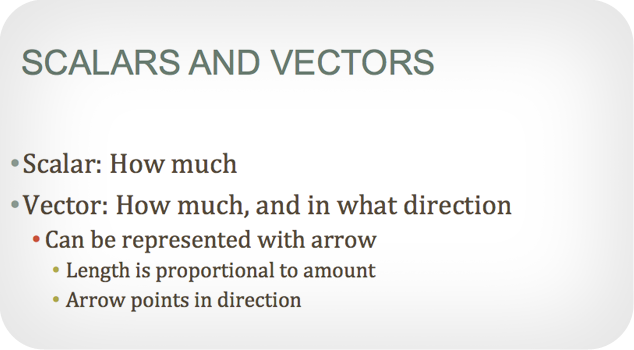 SCALARS AND VECTORS
•Scalar: How much
•Vector: How much, and in what direction
•Can be represented with arrow
•Length is proportional to amount
•Arrow points in direction